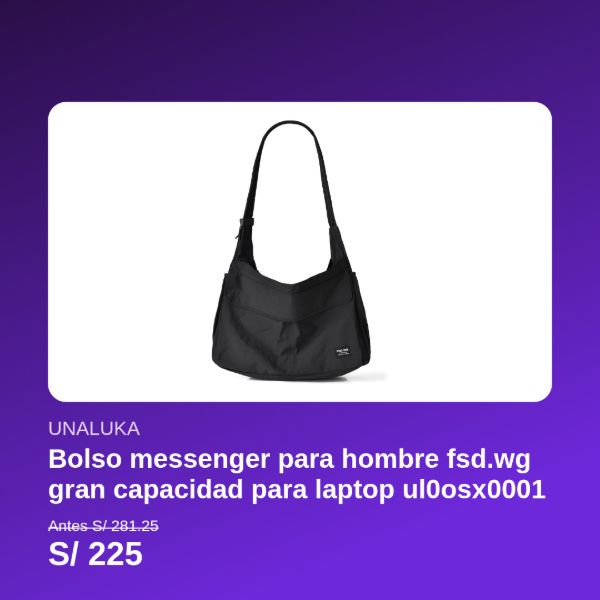 UNALUKA
Bolso messenger para hombre fsd.wg
gran capacidad para laptop ul0osx0001
Antes S/ 281.25
S/ 225